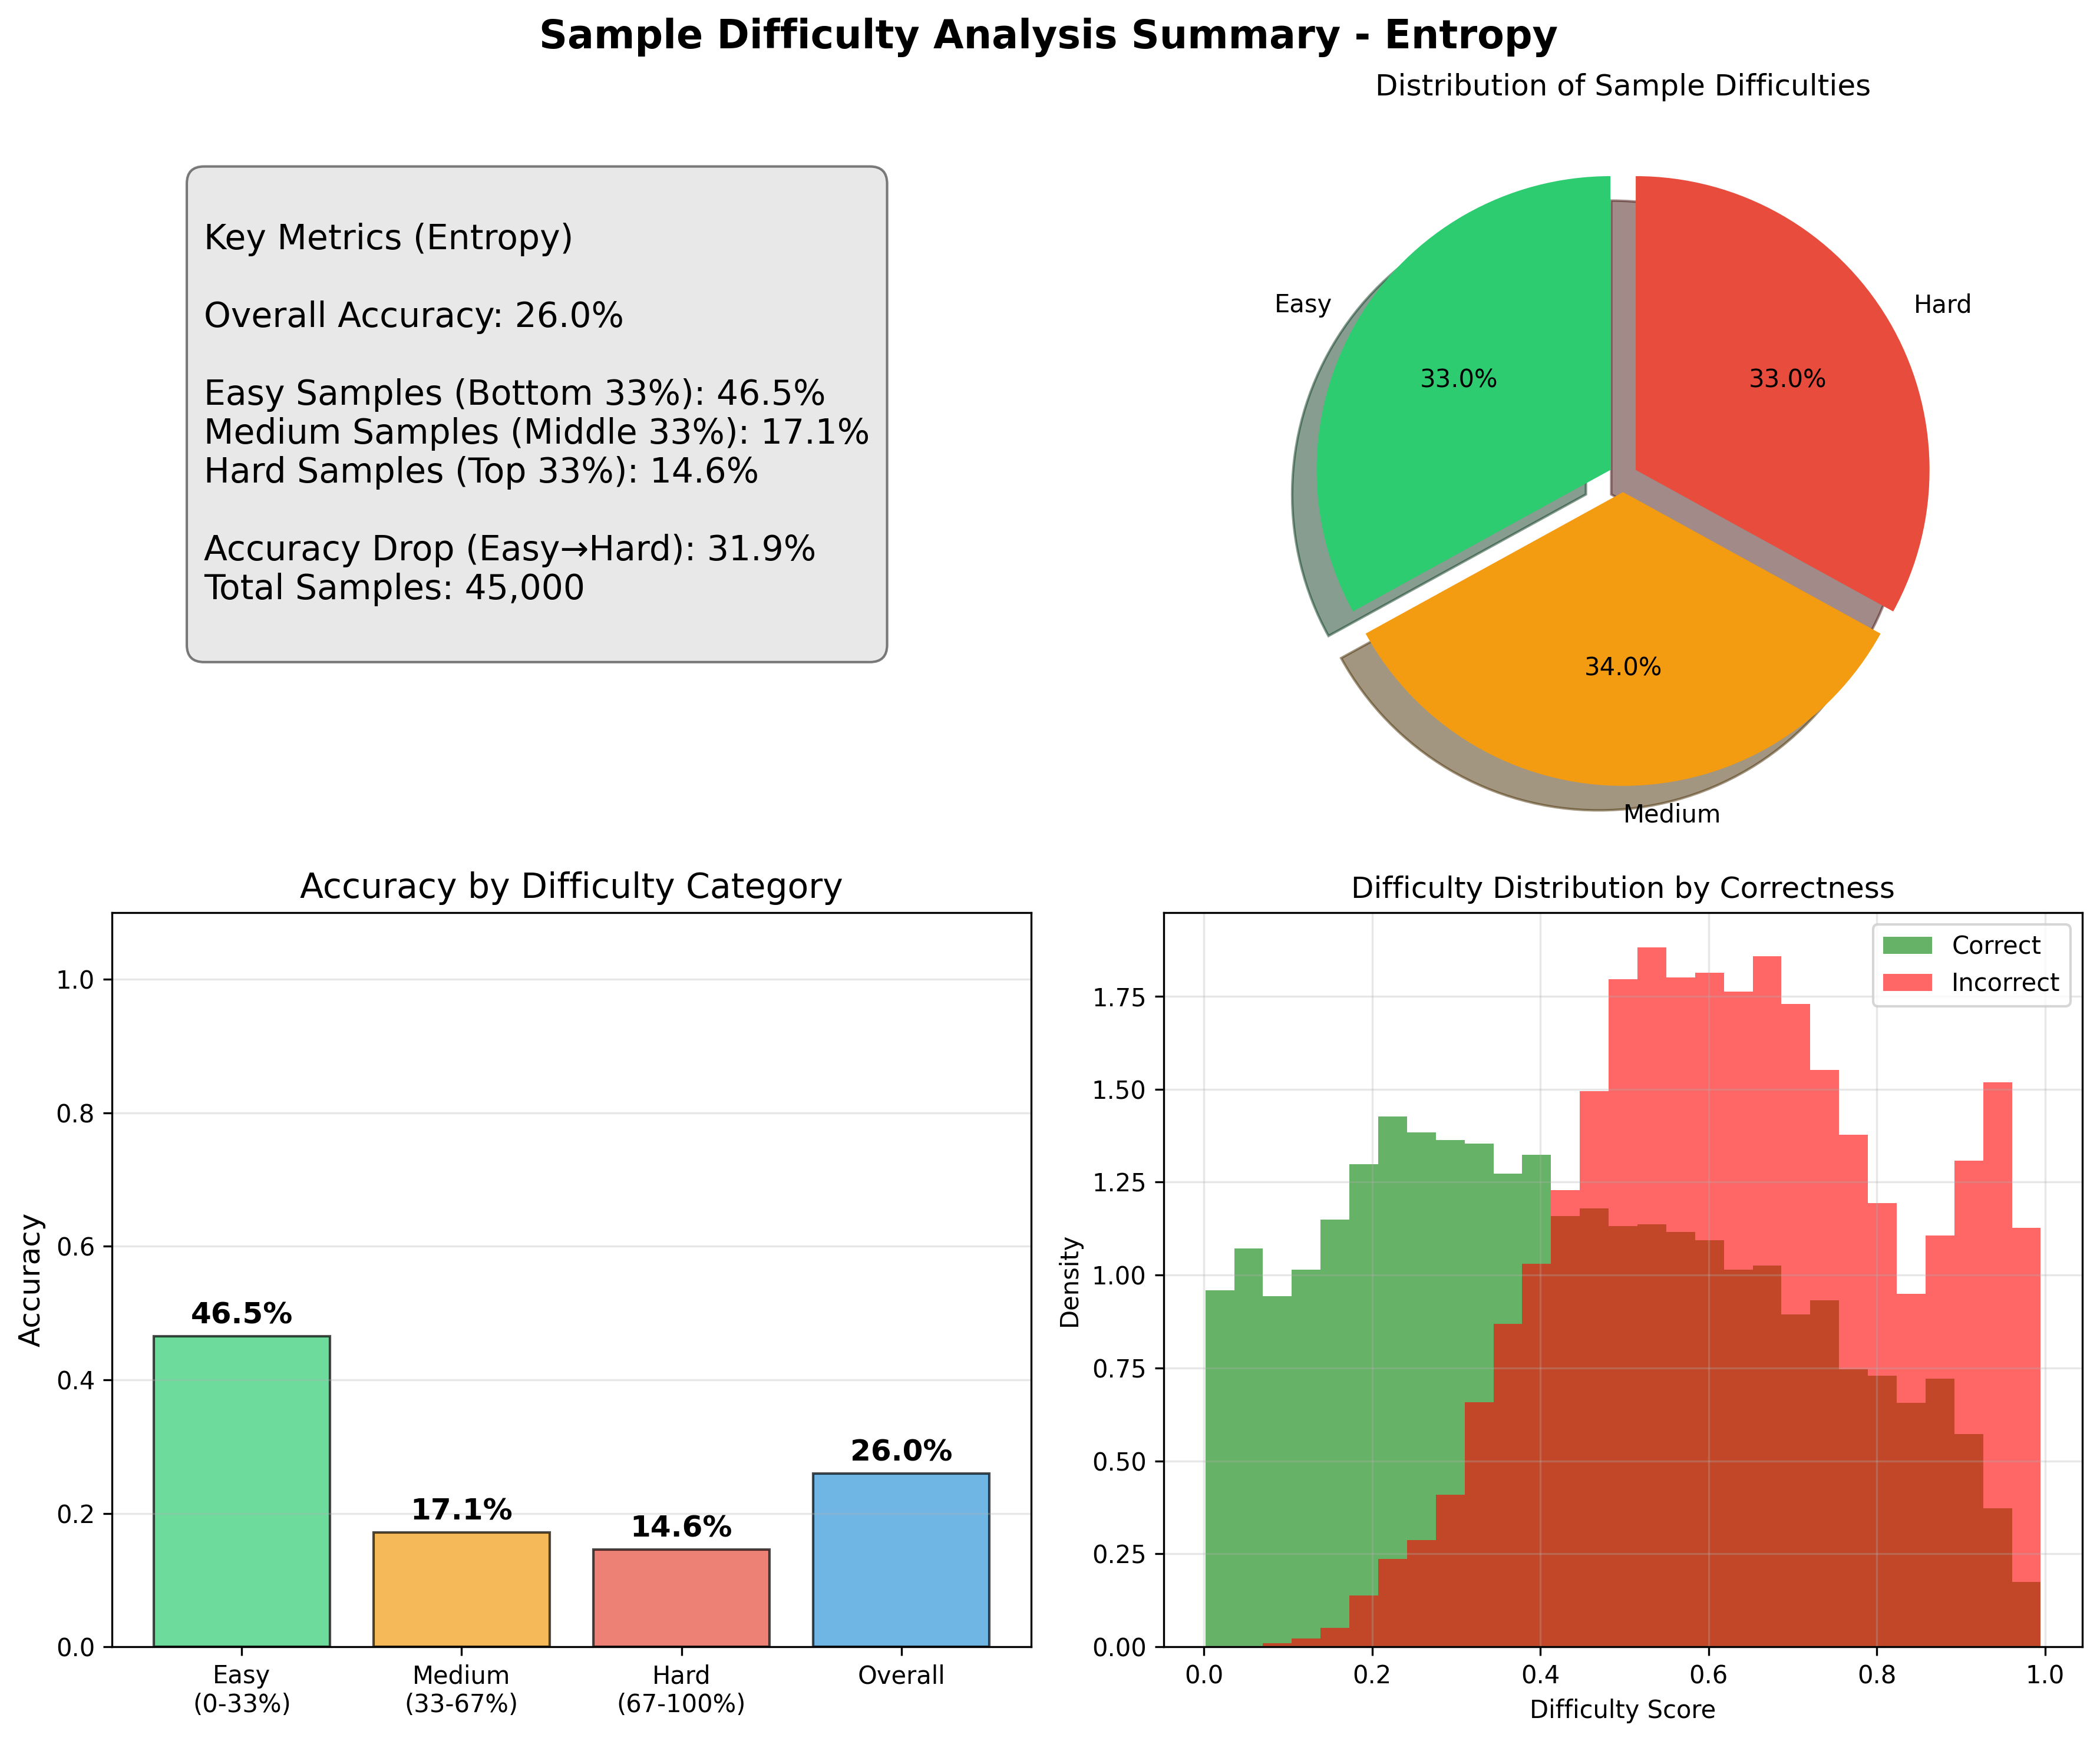 Sample Difficulty Analysis Summary - Entropy
Key Metrics (Entropy)
Overall Accuracy: 26.0%
Easy Samples (Bottom 33%): 46.5%
Medium Samples (Middle 33%): 17.1%
Hard Samples (Top 33%): 14.6%
Accuracy Drop (Easy→Hard): 31.9%
Total Samples: 45,000
Distribution of Sample Difficulties
Easy
Hard
33.0%
33.0%
34.0%
Medium
Accuracy by Difficulty Category
Accuracy
1.0
0.8
0.6
0.4
0.2
0.0
46.5%
17.1%
14.6%
26.0%
Easy
(0-33%)
Medium
(33-67%)
Hard
(67-100%)
Overall
Difficulty Distribution by Correctness
Correct
Incorrect
Density
1.75
1.50
1.25
1.00
0.75
0.50
0.25
0.00
0.0
0.2
0.4
0.6
0.8
1.0
Difficulty Score